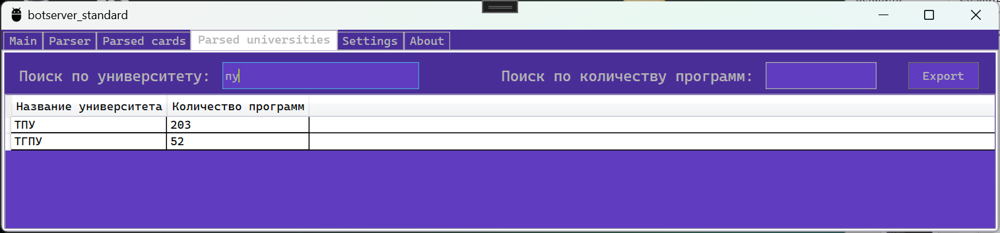 botserver_standard
Main Parser Parsed cards Parsed universities Settings About
Поиск по университету: пу Поиск по количеству программ: Export
Название университета Количество программ
ТПУ 203
ТГПУ 52